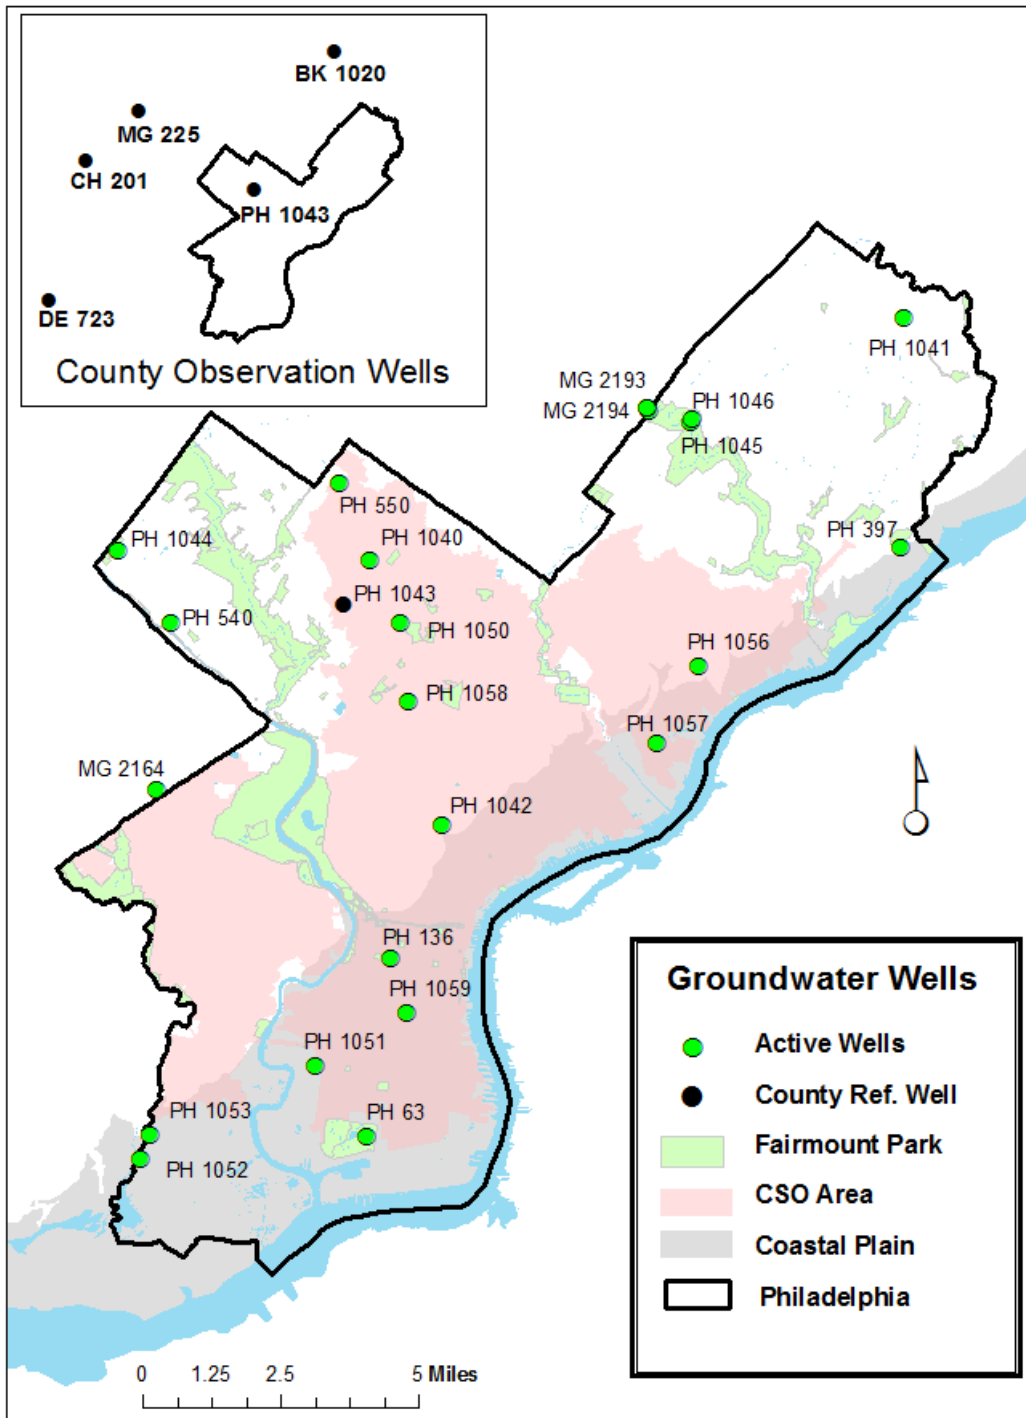 BK 1020
MG 225
CH 201
PH 1043
DE 723
County Observation Wells
PH 1041
MG 2193
MG 2194
PH 1046
PH 1045
PH 550
PH 1040
PH 397
PH 1044
PH 1043
PH 540
PH 1050
PH 1056
PH 1058
PH 1057
MG 2164
PH 1042
PH 136
PH 1059
PH 1051
PH 1053
PH 63
PH 1052
Groundwater Wells
Active Wells
County Ref. Well
Fairmount Park
CSO Area
Coastal Plain
Philadelphia
0 1.25 2.5 5 Miles